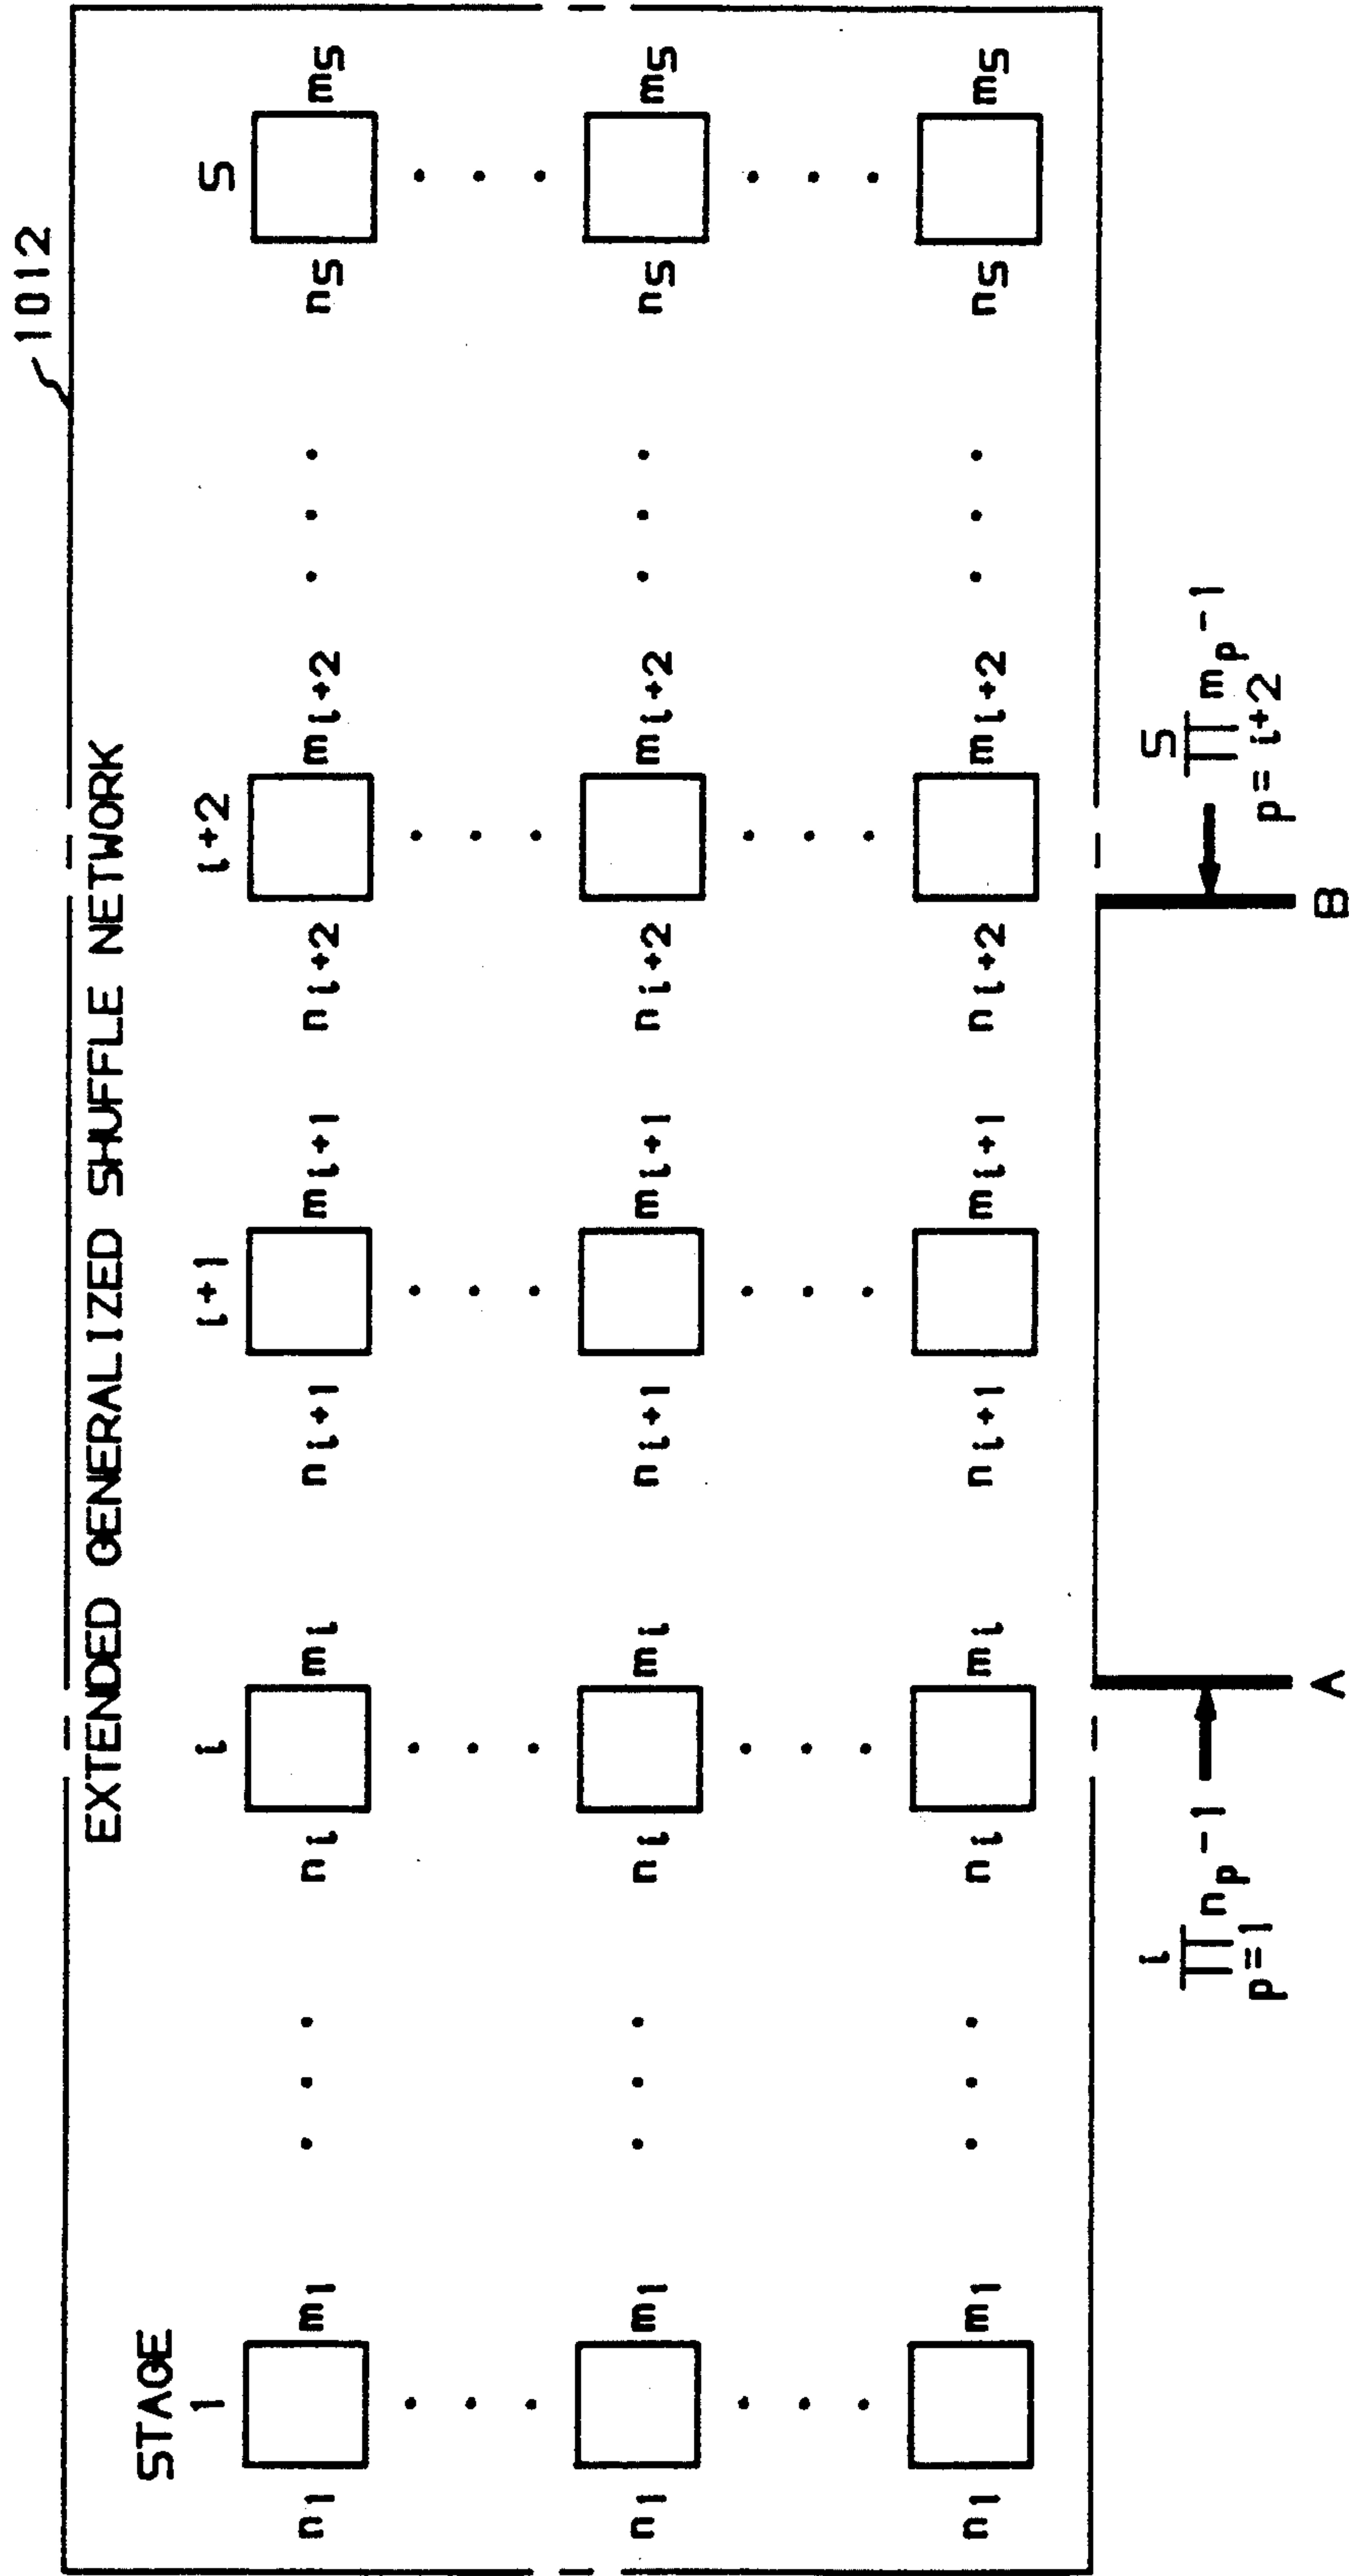 1012
EXTENDED GENERALIZED SHUFFLE NETWORK
STAGE
1 i i+1 i+2 S
n1 m1 ni mi ni+1 mi+1 ni+2 mi+2 nS mS
n1 m1 ni mi ni+1 mi+1 ni+2 mi+2 nS mS
n1 m1 ni mi ni+1 mi+1 ni+2 mi+2 nS mS
i
∏ np-1
p=1
S
∏ mp-1
p=i+2
A B